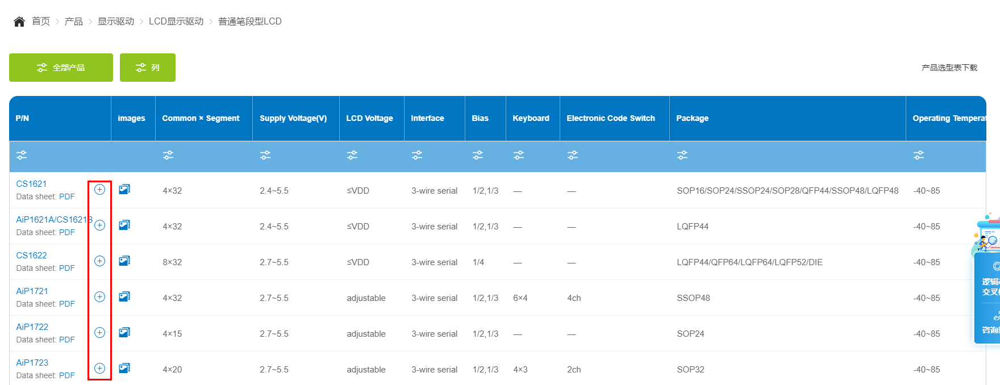 首页 > 产品 > 显示驱动 > LCD显示驱动 > 普通笔段型LCD
全部产品 列 产品选型表下载
P/N images Common × Segment Supply Voltage(V) LCD Voltage Interface Bias Keyboard Electronic Code Switch Package Operating
CS1621
Data sheet: PDF
4×32 2.4~5.5 ≤VDD 3-wire serial 1/2,1/3 — — SOP16/SOP24/SSOP24/SOP28/QFP44/SSOP48/LQFP48 -40~85
AiP1621A/CS1621B
Data sheet: PDF
4×32 2.4~5.5 ≤VDD 3-wire serial 1/2,1/3 — — LQFP44 -40~85
CS1622
Data sheet: PDF
8×32 2.7~5.5 ≤VDD 3-wire serial 1/4 — — LQFP44/QFP64/LQFP64/LQFP52/DIE -40~85
AiP1721
Data sheet: PDF
4×32 2.7~5.5 adjustable 3-wire serial 1/2,1/3 6×4 4ch SSOP48 -40~85
AiP1722
Data sheet: PDF
4×15 2.7~5.5 adjustable 3-wire serial 1/2,1/3 — — SOP24 -40~85
AiP1723
Data sheet: PDF
4×20 2.7~5.5 adjustable 3-wire serial 1/2,1/3 4×3 2ch SOP32 -40~85
逻辑
交叉
咨询